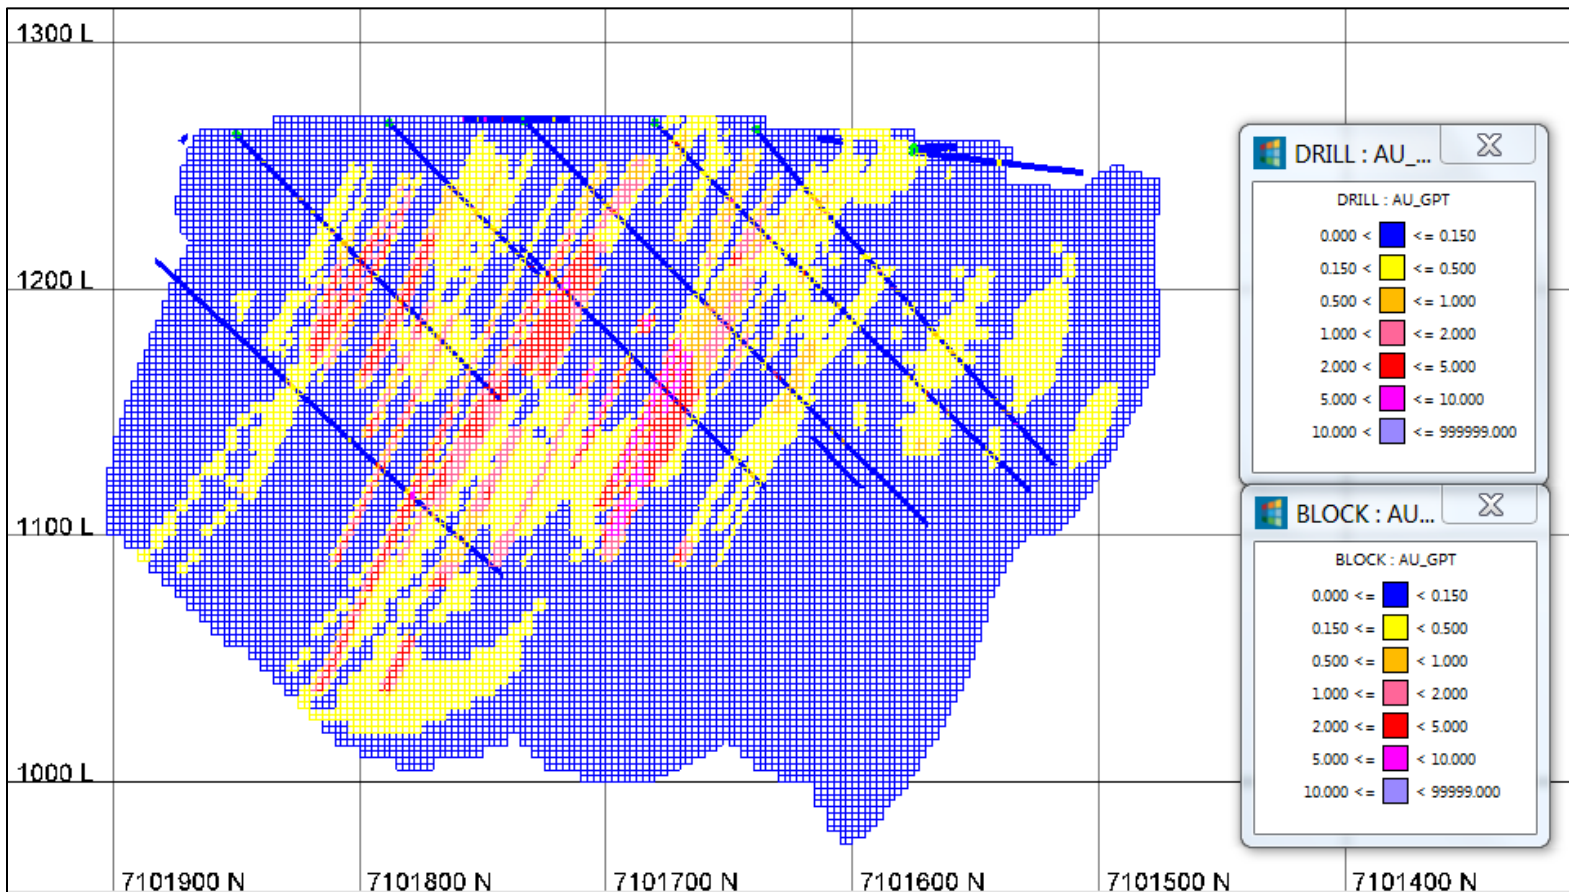 1300 L
1200 L
1100 L
1000 L
7101900 N
7101800 N
7101700 N
7101600 N
7101500 N
7101400 N
DRILL : AU_...
X
DRILL : AU_GPT
0.000 < <= 0.150
0.150 < <= 0.500
0.500 < <= 1.000
1.000 < <= 2.000
2.000 < <= 5.000
5.000 < <= 10.000
10.000 < <= 999999.000
BLOCK : AU...
X
BLOCK : AU_GPT
0.000 <= < 0.150
0.150 <= < 0.500
0.500 <= < 1.000
1.000 <= < 2.000
2.000 <= < 5.000
5.000 <= < 10.000
10.000 <= < 99999.000